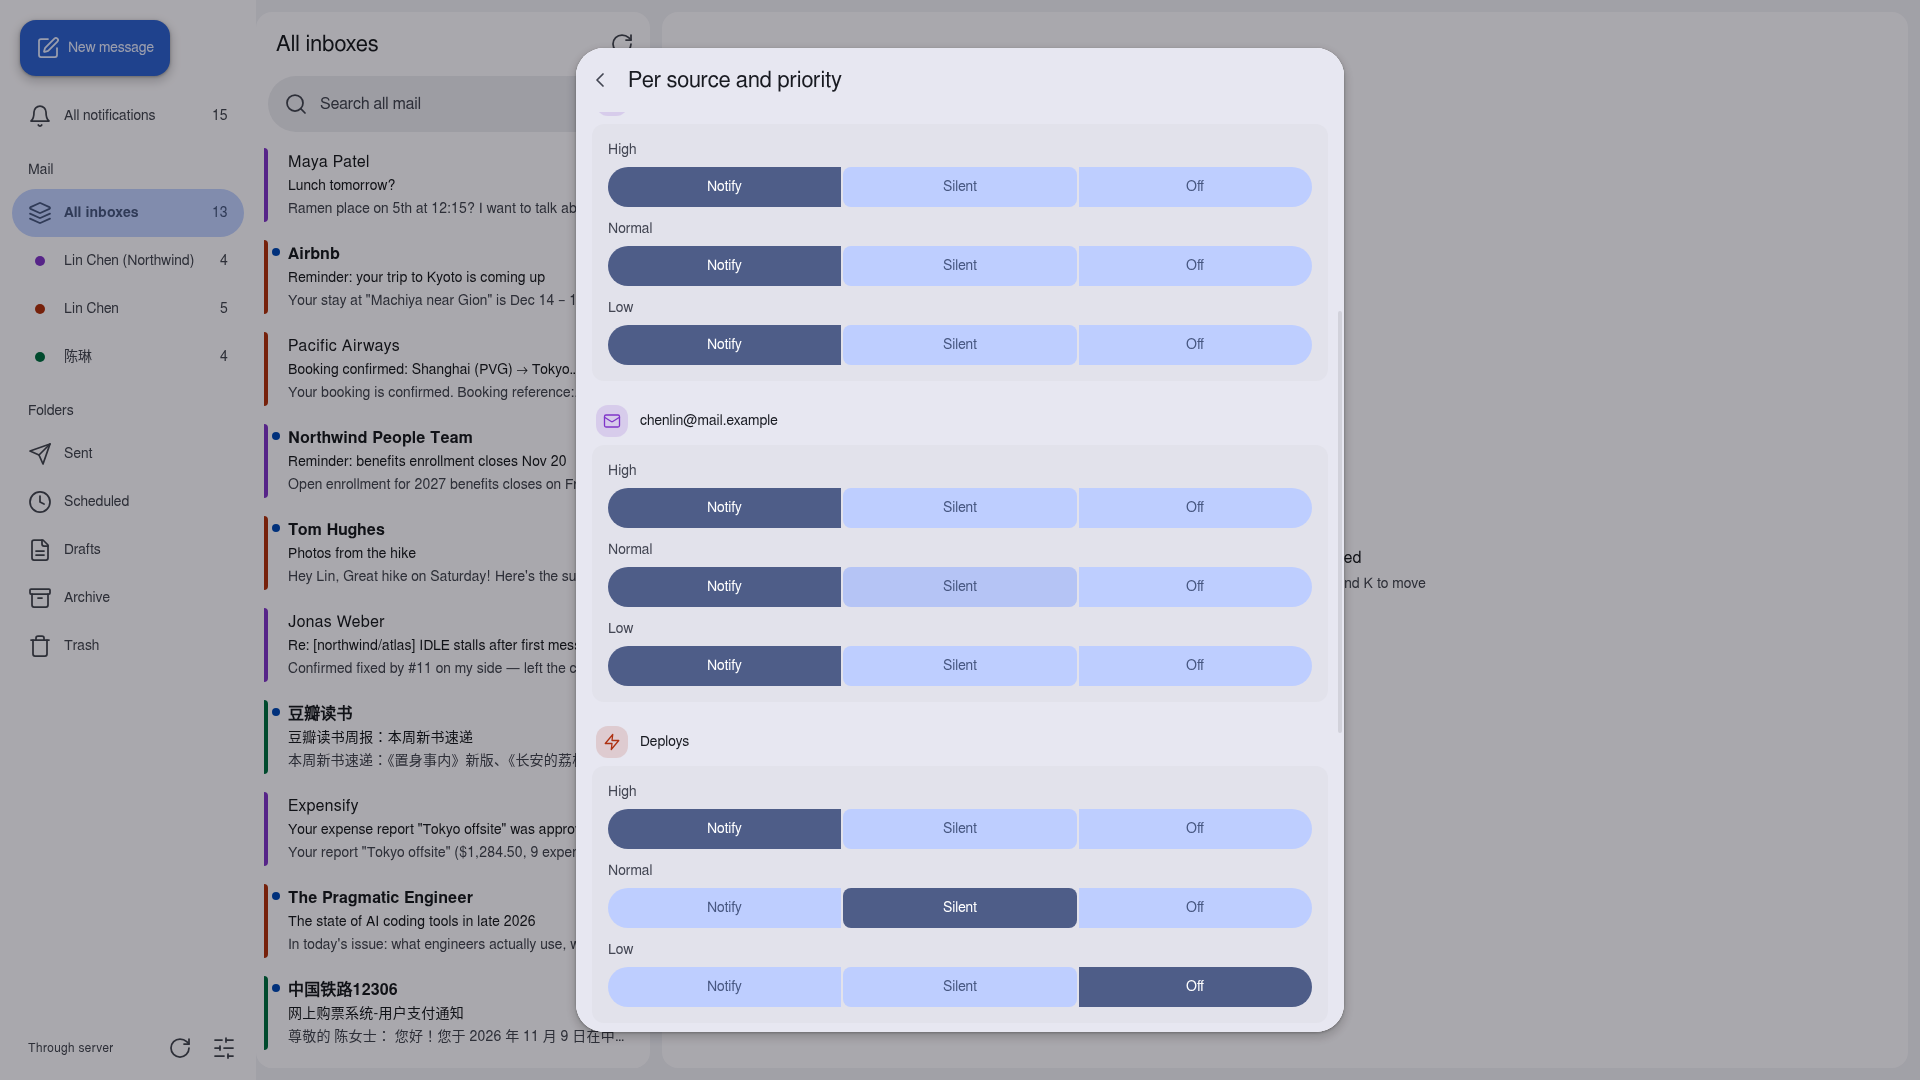 New message
All notifications 15
Mail
All inboxes 13
Lin Chen (Northwind) 4
Lin Chen 5
陈琳 4
Folders
Sent
Scheduled
Drafts
Archive
Trash
Through server
All inboxes
Search all mail
Maya Patel
Lunch tomorrow?
Ramen place on 5th at 12:15? I want to talk ab
Airbnb
Reminder: your trip to Kyoto is coming up
Your stay at "Machiya near Gion" is Dec 14 – 1
Pacific Airways
Booking confirmed: Shanghai (PVG) → Tokyo...
Your booking is confirmed. Booking reference:
Northwind People Team
Reminder: benefits enrollment closes Nov 20
Open enrollment for 2027 benefits closes on Fr
Tom Hughes
Photos from the hike
Hey Lin, Great hike on Saturday! Here's the su
Jonas Weber
Re: [northwind/atlas] IDLE stalls after first mes
Confirmed fixed by #11 on my side — left the c
豆瓣读书
豆瓣读书周报：本周新书速递
本周新书速递：《置身事内》新版、《长安的荔
Expensify
Your expense report "Tokyo offsite" was appro
Your report "Tokyo offsite" ($1,284.50, 9 exper
The Pragmatic Engineer
The state of AI coding tools in late 2026
In today's issue: what engineers actually use, w
中国铁路12306
网上购票系统-用户支付通知
尊敬的 陈女士： 您好！您于 2026 年 11 月 9 日在中...
Per source and priority
High
Notify Silent Off
Normal
Notify Silent Off
Low
Notify Silent Off
chenlin@mail.example
High
Notify Silent Off
Normal
Notify Silent Off
Low
Notify Silent Off
Deploys
High
Notify Silent Off
Normal
Notify Silent Off
Low
Notify Silent Off
ed
nd K to move